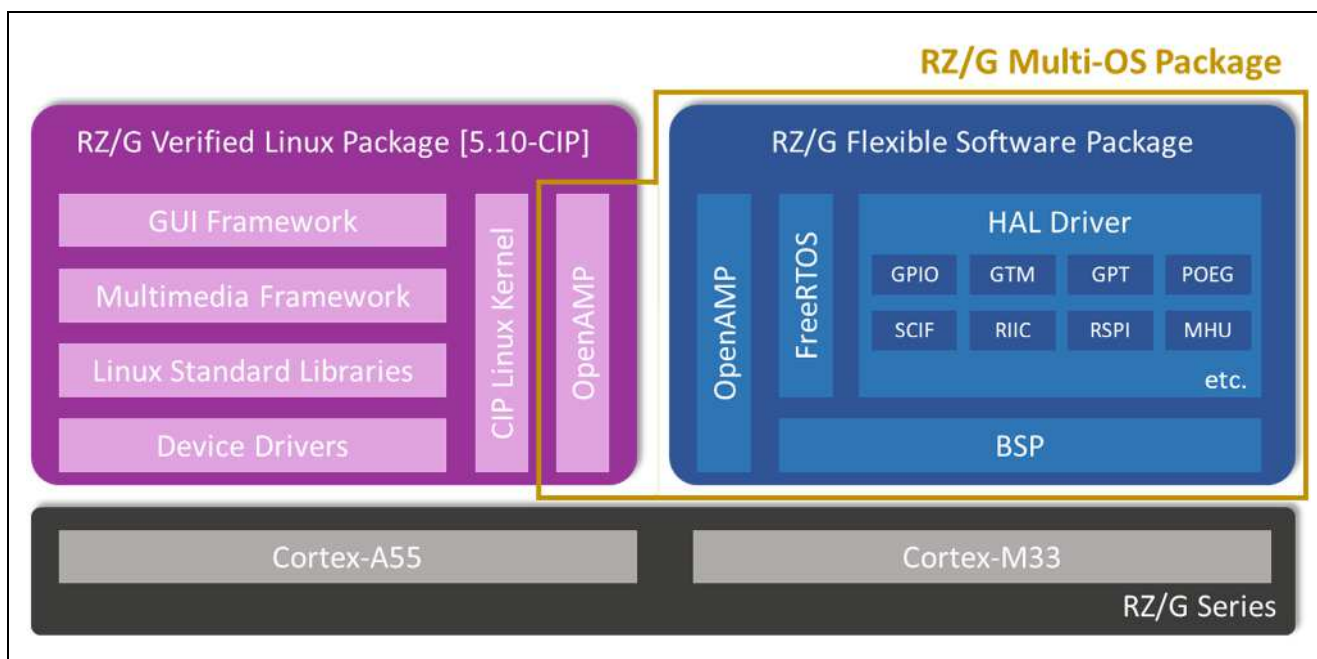 RZ/G Multi-OS Package
RZ/G Verified Linux Package [5.10-CIP]
GUI Framework
Multimedia Framework
Linux Standard Libraries
Device Drivers
CIP Linux Kernel
OpenAMP
RZ/G Flexible Software Package
OpenAMP
FreeRTOS
HAL Driver
GPIO GTM GPT POEG
SCIF RIIC RSPI MHU
etc.
BSP
Cortex-A55
Cortex-M33
RZ/G Series